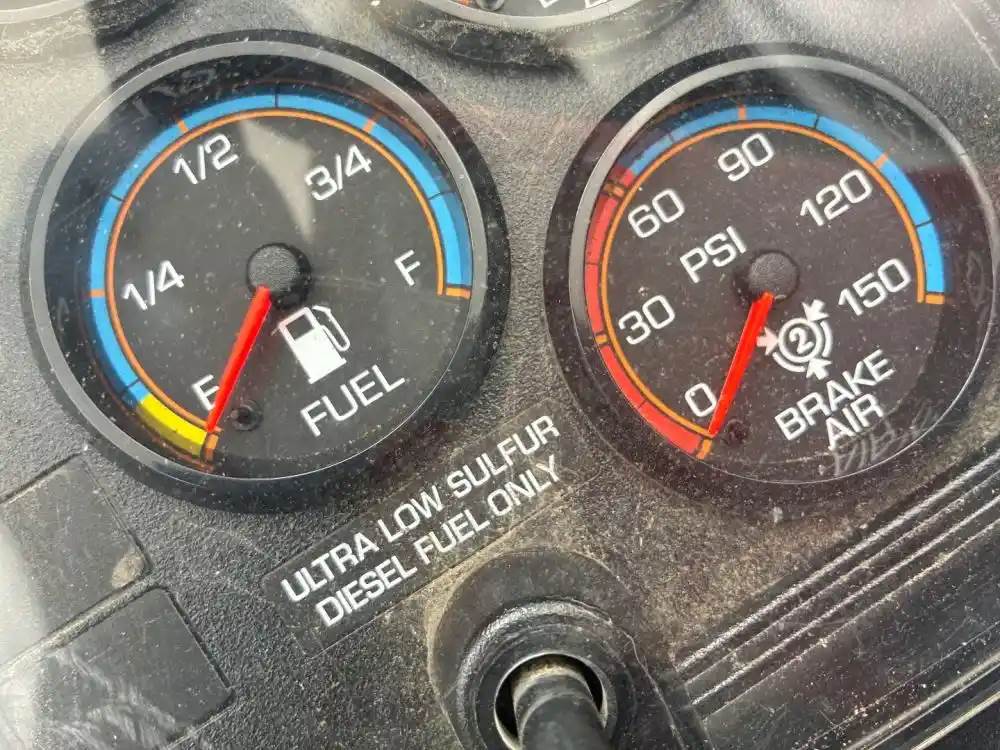 1/2
3/4
1/4
F
E
FUEL
90
60
120
PSI
30
150
0
2
BRAKE
AIR
ULTRA LOW SULFUR
DIESEL FUEL ONLY